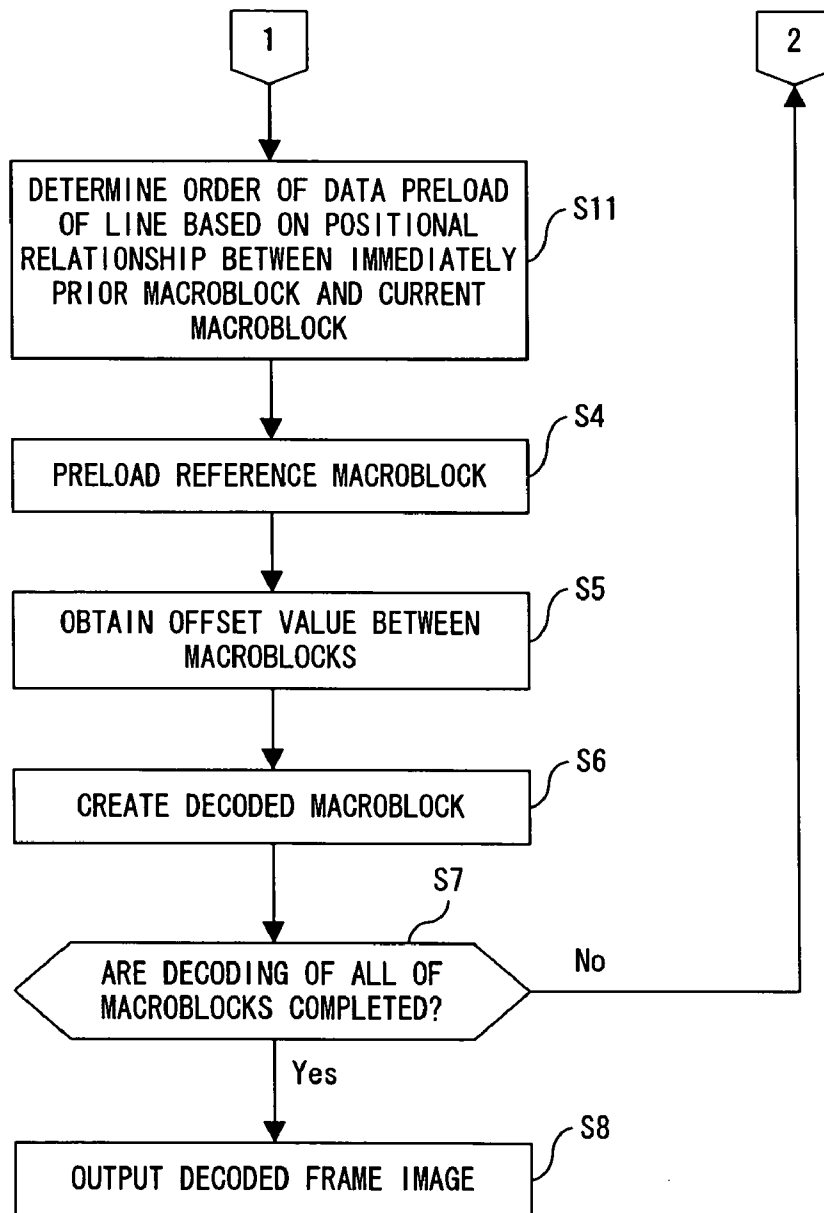 1
2
DETERMINE ORDER OF DATA PRELOAD
OF LINE BASED ON POSITIONAL
RELATIONSHIP BETWEEN IMMEDIATELY
PRIOR MACROBLOCK AND CURRENT
MACROBLOCK
S11
S4
PRELOAD REFERENCE MACROBLOCK
S5
OBTAIN OFFSET VALUE BETWEEN
MACROBLOCKS
S6
CREATE DECODED MACROBLOCK
S7
ARE DECODING OF ALL OF
MACROBLOCKS COMPLETED?
No
Yes
S8
OUTPUT DECODED FRAME IMAGE